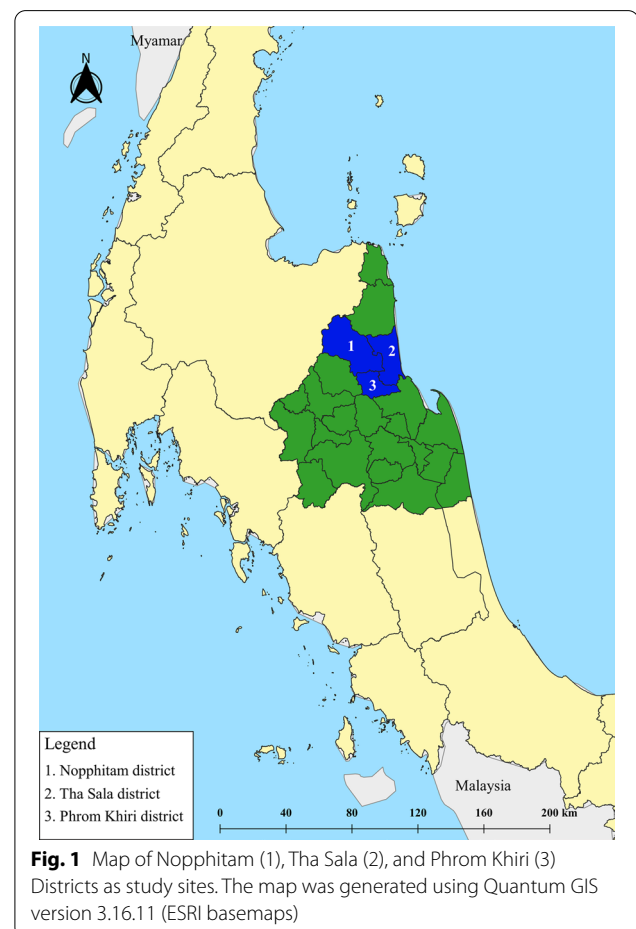 Myamar
N
1
2
3
Legend
1. Nopphitam district
2. Tha Sala district
3. Phrom Khiri district
Malaysia
0 40 80 120 160 200 km
Fig. 1 Map of Nopphitam (1), Tha Sala (2), and Phrom Khiri (3)
Districts as study sites. The map was generated using Quantum GIS
version 3.16.11 (ESRI basemaps)